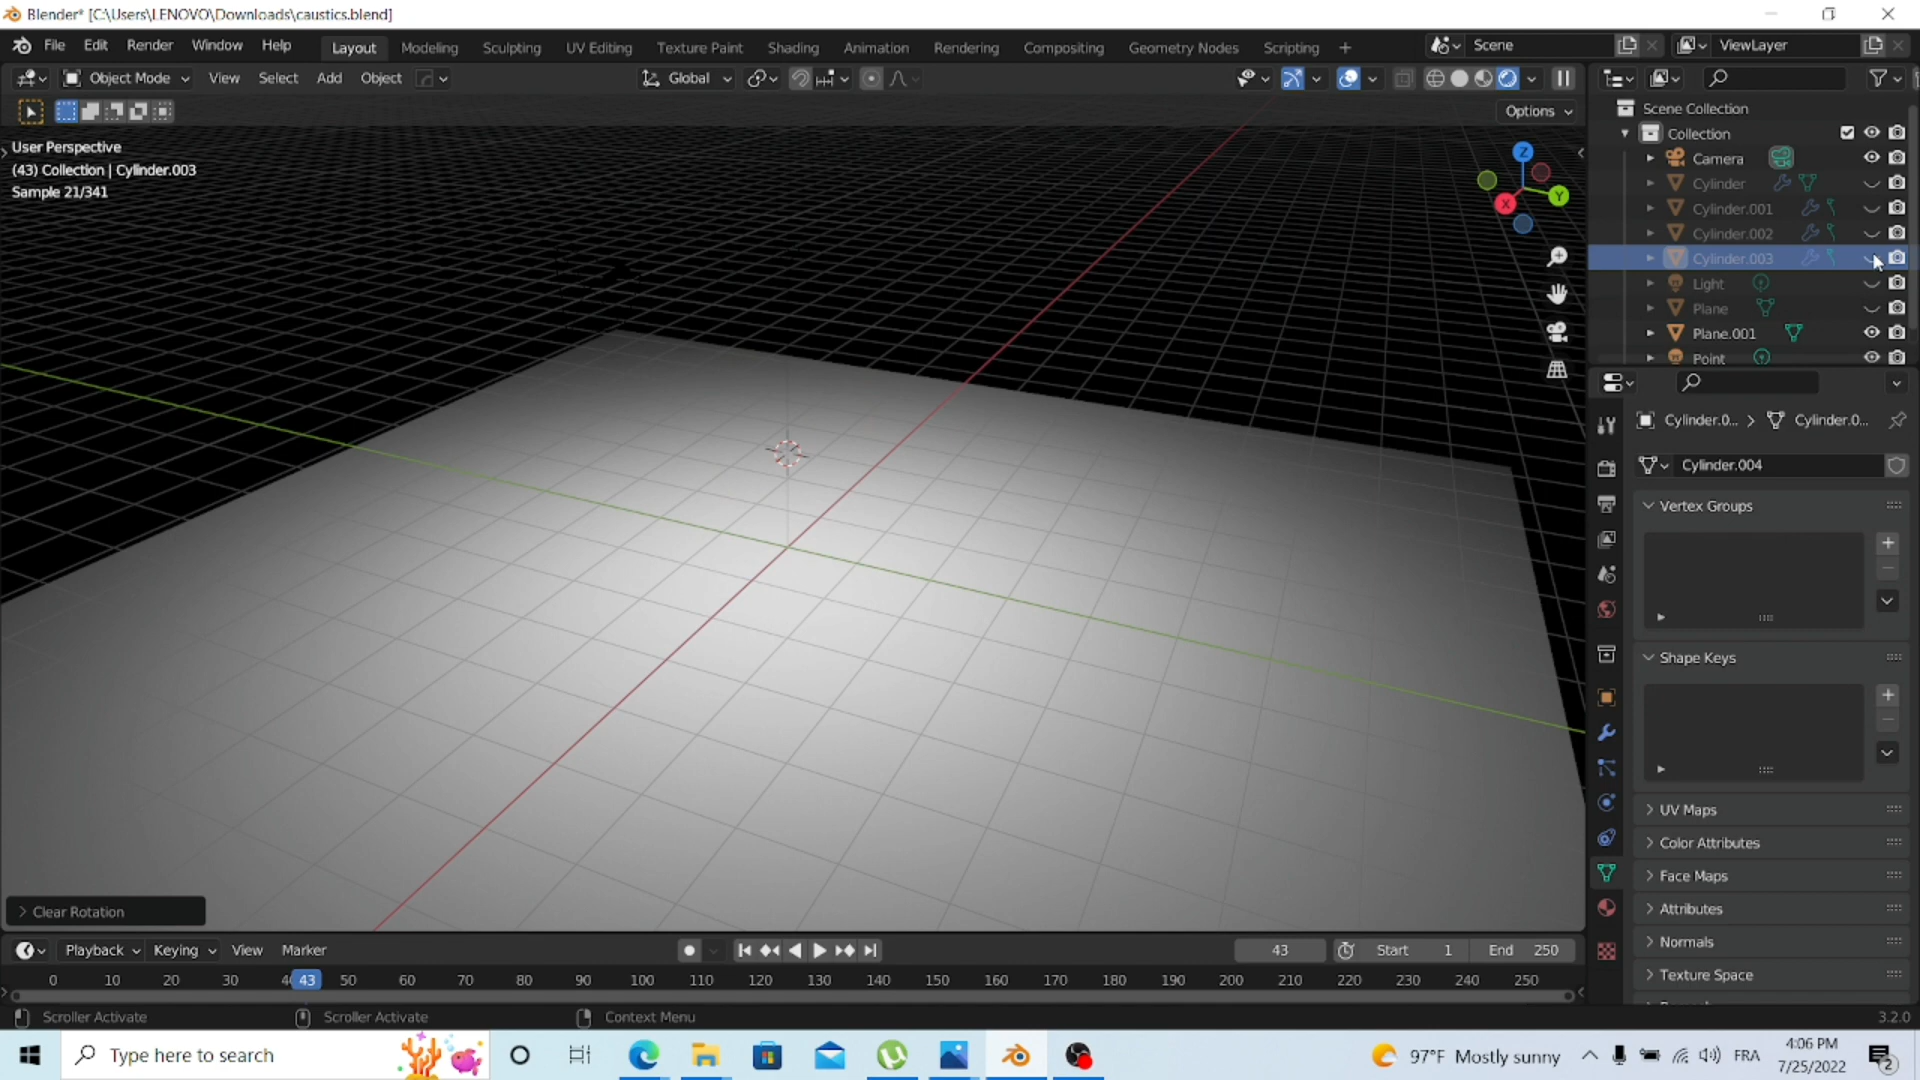 Blender* [C:\Users\LENOVO\Downloads\caustics.blend]
File Edit Render Window Help Layout Modeling Sculpting UV Editing Texture Paint Shading Animation Rendering Compositing Geometry Nodes Scripting + Scene ViewLayer
Object Mode View Select Add Object Global
Options
User Perspective
(43) Collection | Cylinder.003
Sample 21/341
Z
Y
X
Scene Collection
Collection
Camera
Cylinder
Cylinder.001
Cylinder.002
Cylinder.003
Light
Plane
Plane.001
Point
Cylinder.0... > Cylinder.0...
Cylinder.004
Vertex Groups
Shape Keys
UV Maps
Color Attributes
Face Maps
Attributes
Normals
Texture Space
Clear Rotation
Playback Keying View Marker 43 Start 1 End 250
0 10 20 30 43 50 60 70 80 90 100 110 120 130 140 150 160 170 180 190 200 210 220 230 240 250
Scroller Activate Scroller Activate Context Menu 3.2.0
Type here to search 97°F Mostly sunny FRA 4:06 PM
7/25/2022 2